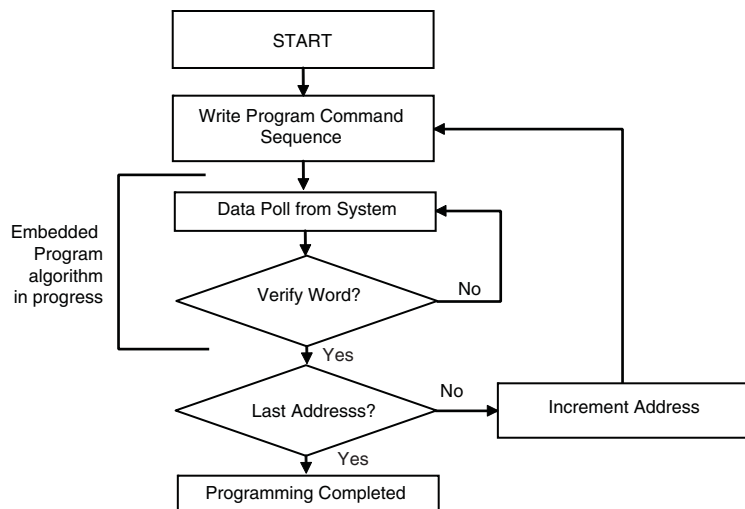 START
Write Program Command
Sequence
Data Poll from System
Embedded
Program
algorithm
in progress
Verify Word?
No
Yes
Last Addresss?
No
Increment Address
Yes
Programming Completed